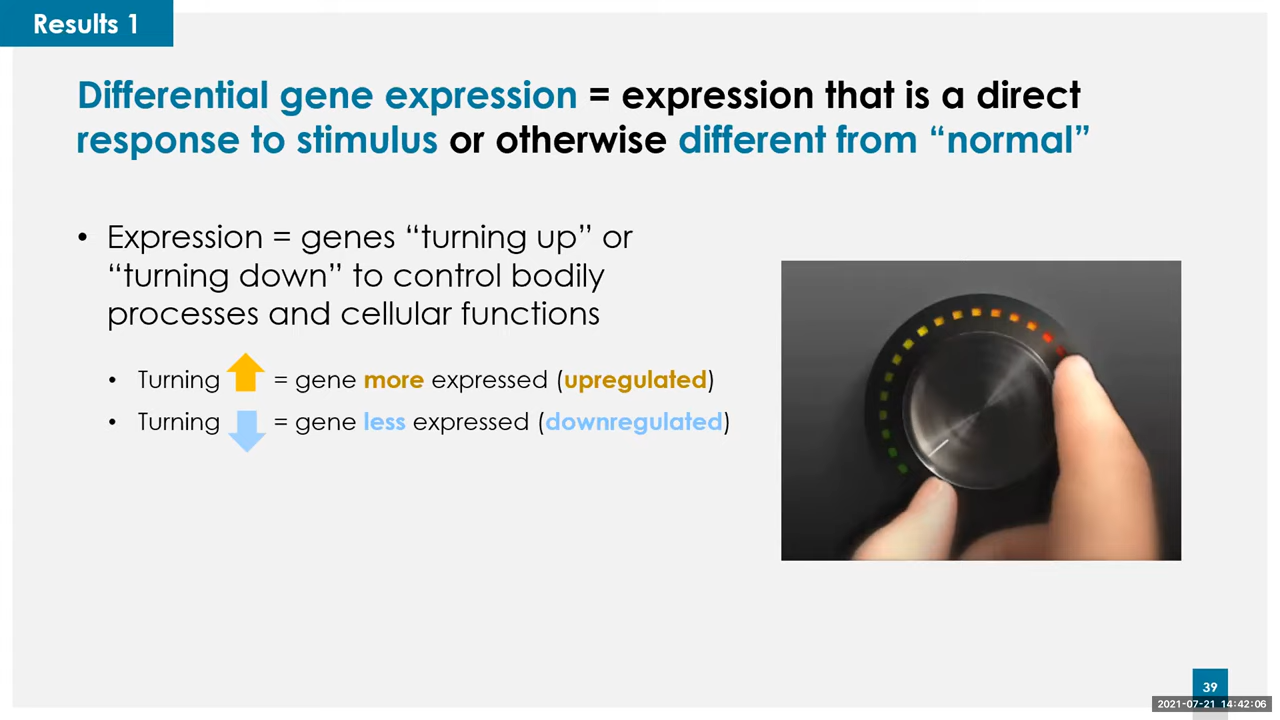 Results 1
Differential gene expression = expression that is a direct
response to stimulus or otherwise different from “normal”
• Expression = genes “turning up” or
“turning down” to control bodily
processes and cellular functions
• Turning = gene more expressed (upregulated)
• Turning = gene less expressed (downregulated)
39
2021-07-21 14:42:06